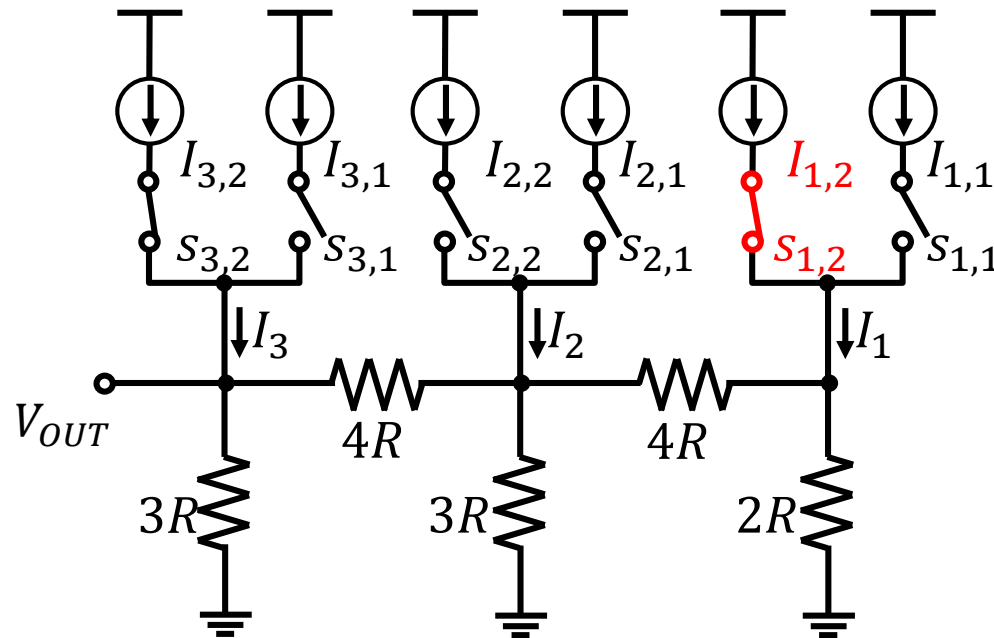 I3,2 I3,1 I2,2 I2,1 I1,2 I1,1
s3,2 s3,1 s2,2 s2,1 s1,2 s1,1
I3 I2 I1
VOUT 4R 4R
3R 3R 2R